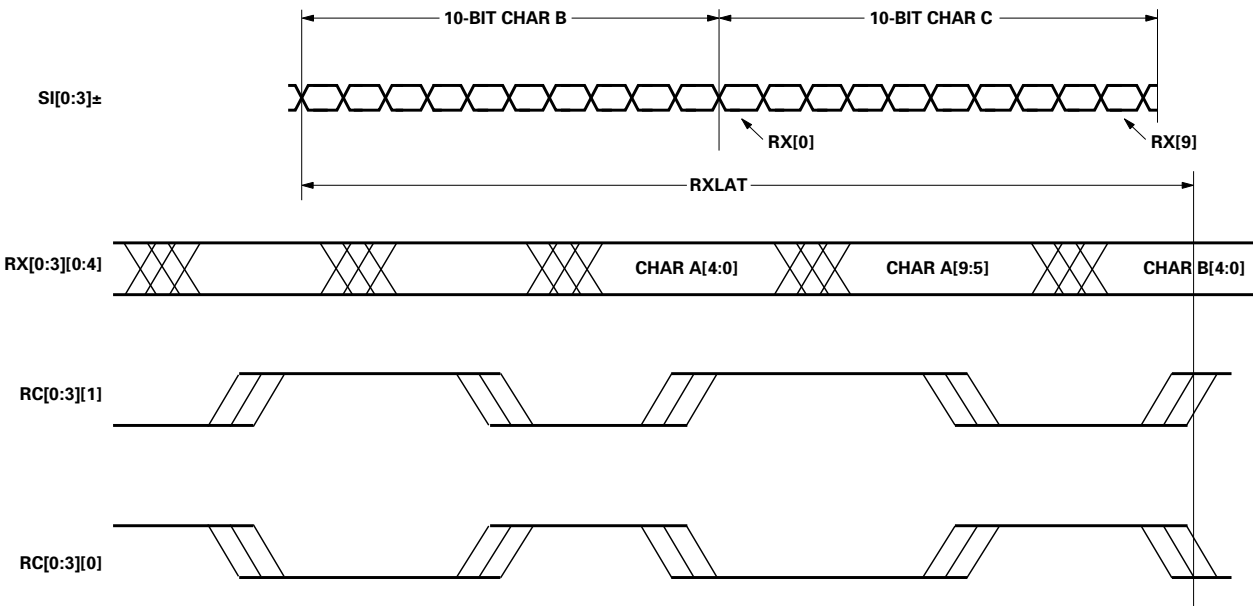 10-BIT CHAR B
10-BIT CHAR C
SI[0:3]±
RX[0]
RX[9]
RXLAT
RX[0:3][0:4]
CHAR A[4:0]
CHAR A[9:5]
CHAR B[4:0]
RC[0:3][1]
RC[0:3][0]